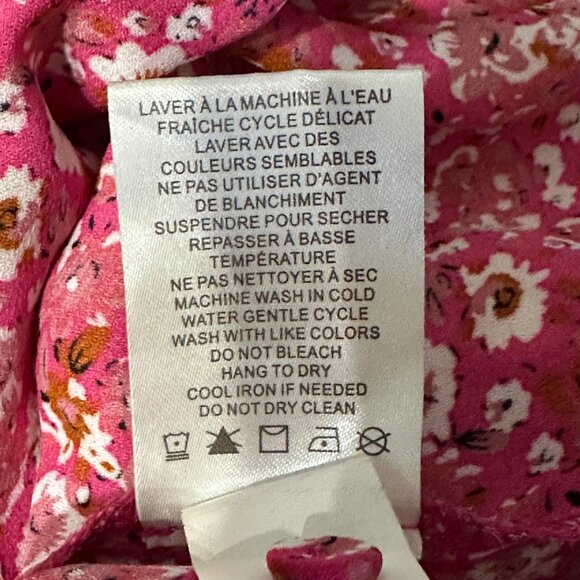 LAVER À LA MACHINE À L'EAU
FRAÎCHE CYCLE DÉLICAT
LAVER AVEC DES
COULEURS SEMBLABLES
NE PAS UTILISER D'AGENT
DE BLANCHIMENT
SUSPENDRE POUR SECHER
REPASSER À BASSE
TEMPÉRATURE
NE PAS NETTOYER À SEC
MACHINE WASH IN COLD
WATER GENTLE CYCLE
WASH WITH LIKE COLORS
DO NOT BLEACH
HANG TO DRY
COOL IRON IF NEEDED
DO NOT DRY CLEAN